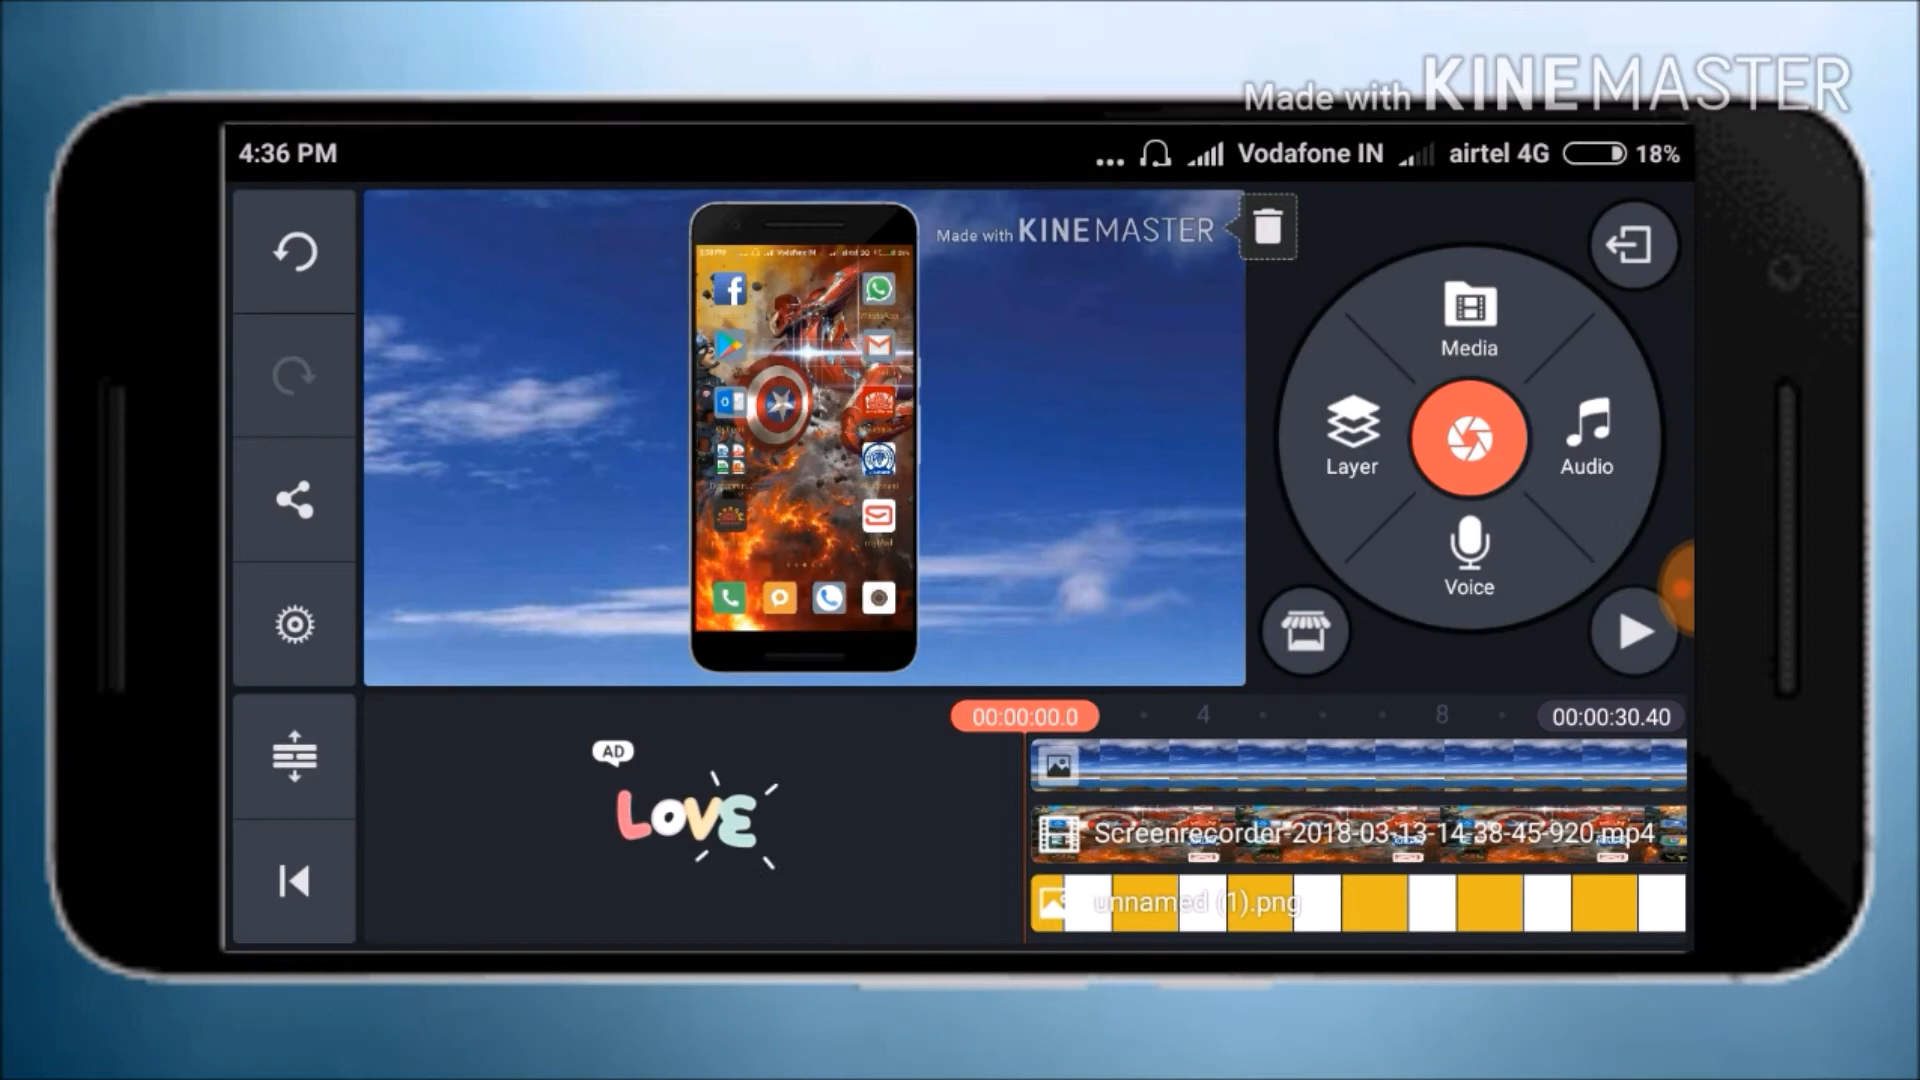 Made with KINEMASTER
4:36 PM
... Vodafone IN airtel 4G 18%
Made with KINEMASTER
Media
Layer
Audio
Voice
00:00:00.0
4
8
00:00:30.40
AD
LOVE
Screenrecorder-2018-03-13-14-38-45-920.mp4
unnamed (1).png